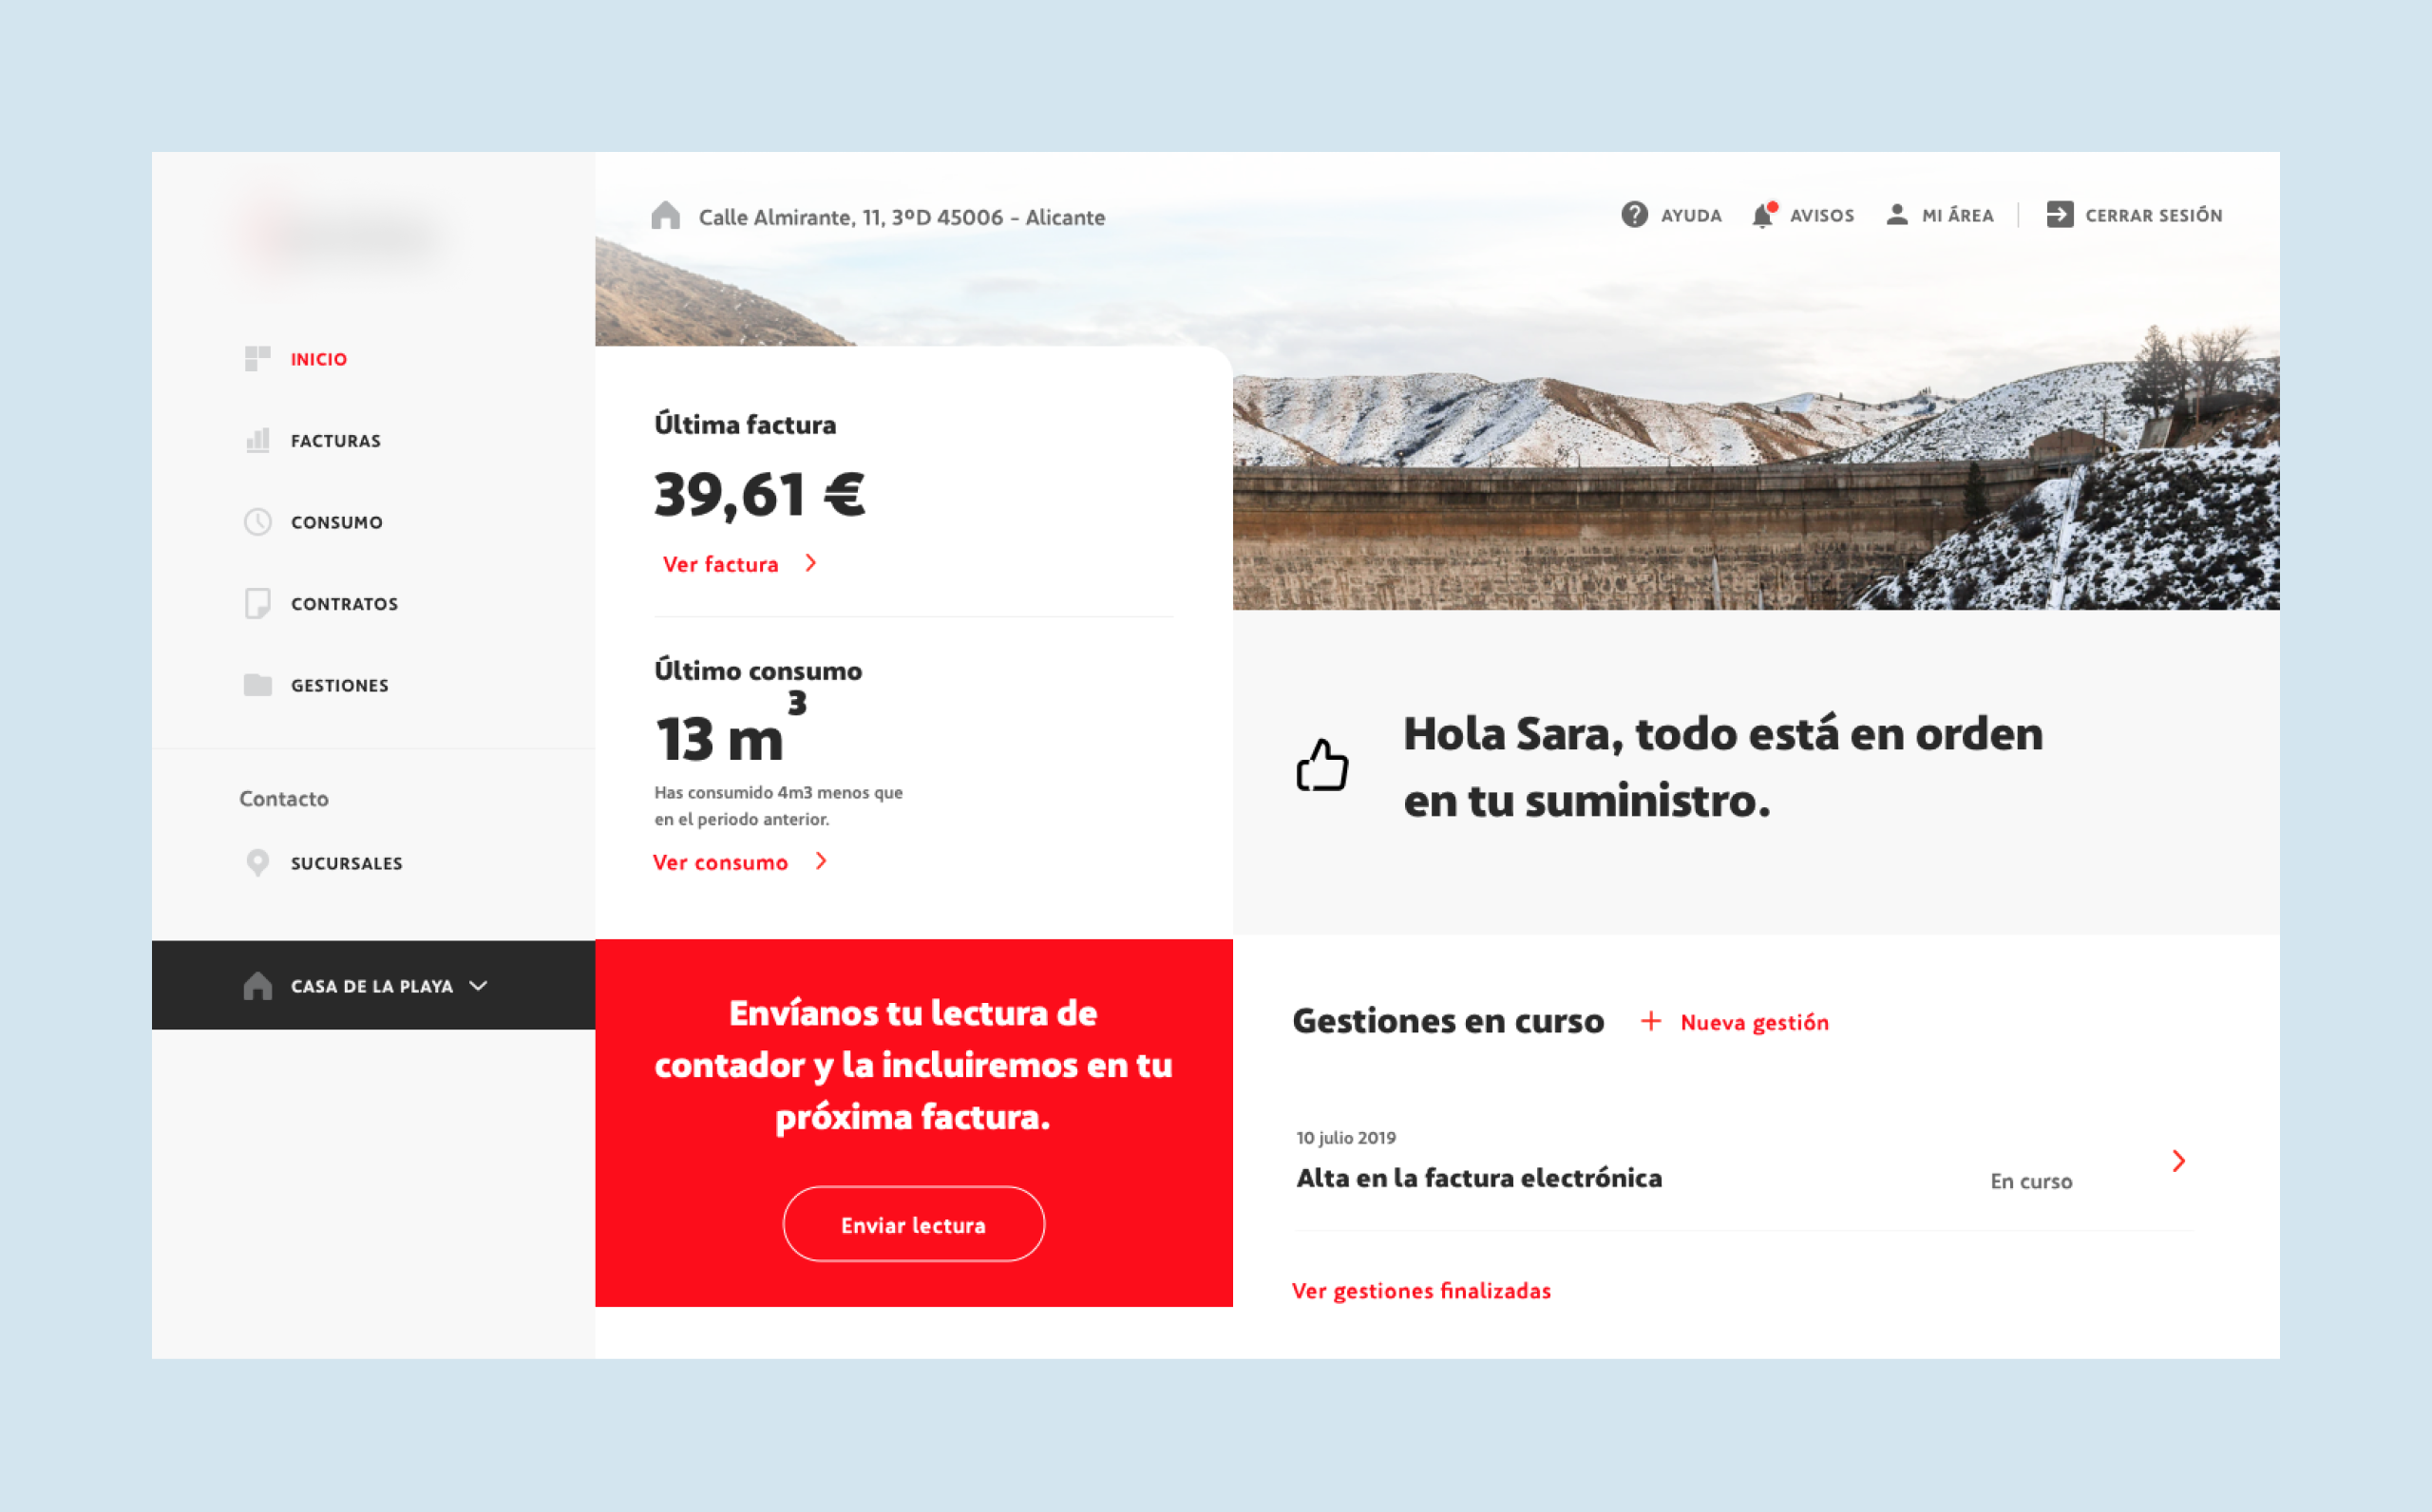 INICIO
FACTURAS
CONSUMO
CONTRATOS
GESTIONES
Contacto
SUCURSALES
CASA DE LA PLAYA
Calle Almirante, 11, 3ºD 45006 - Alicante
AYUDA
AVISOS
MI ÁREA
CERRAR SESIÓN
Última factura
39,61 €
Ver factura
Último consumo
13 m³
Has consumido 4m3 menos que
en el periodo anterior.
Ver consumo
Envíanos tu lectura de
contador y la incluiremos en tu
próxima factura.
Enviar lectura
Hola Sara, todo está en orden
en tu suministro.
Gestiones en curso
+ Nueva gestión
10 julio 2019
Alta en la factura electrónica
En curso
Ver gestiones finalizadas